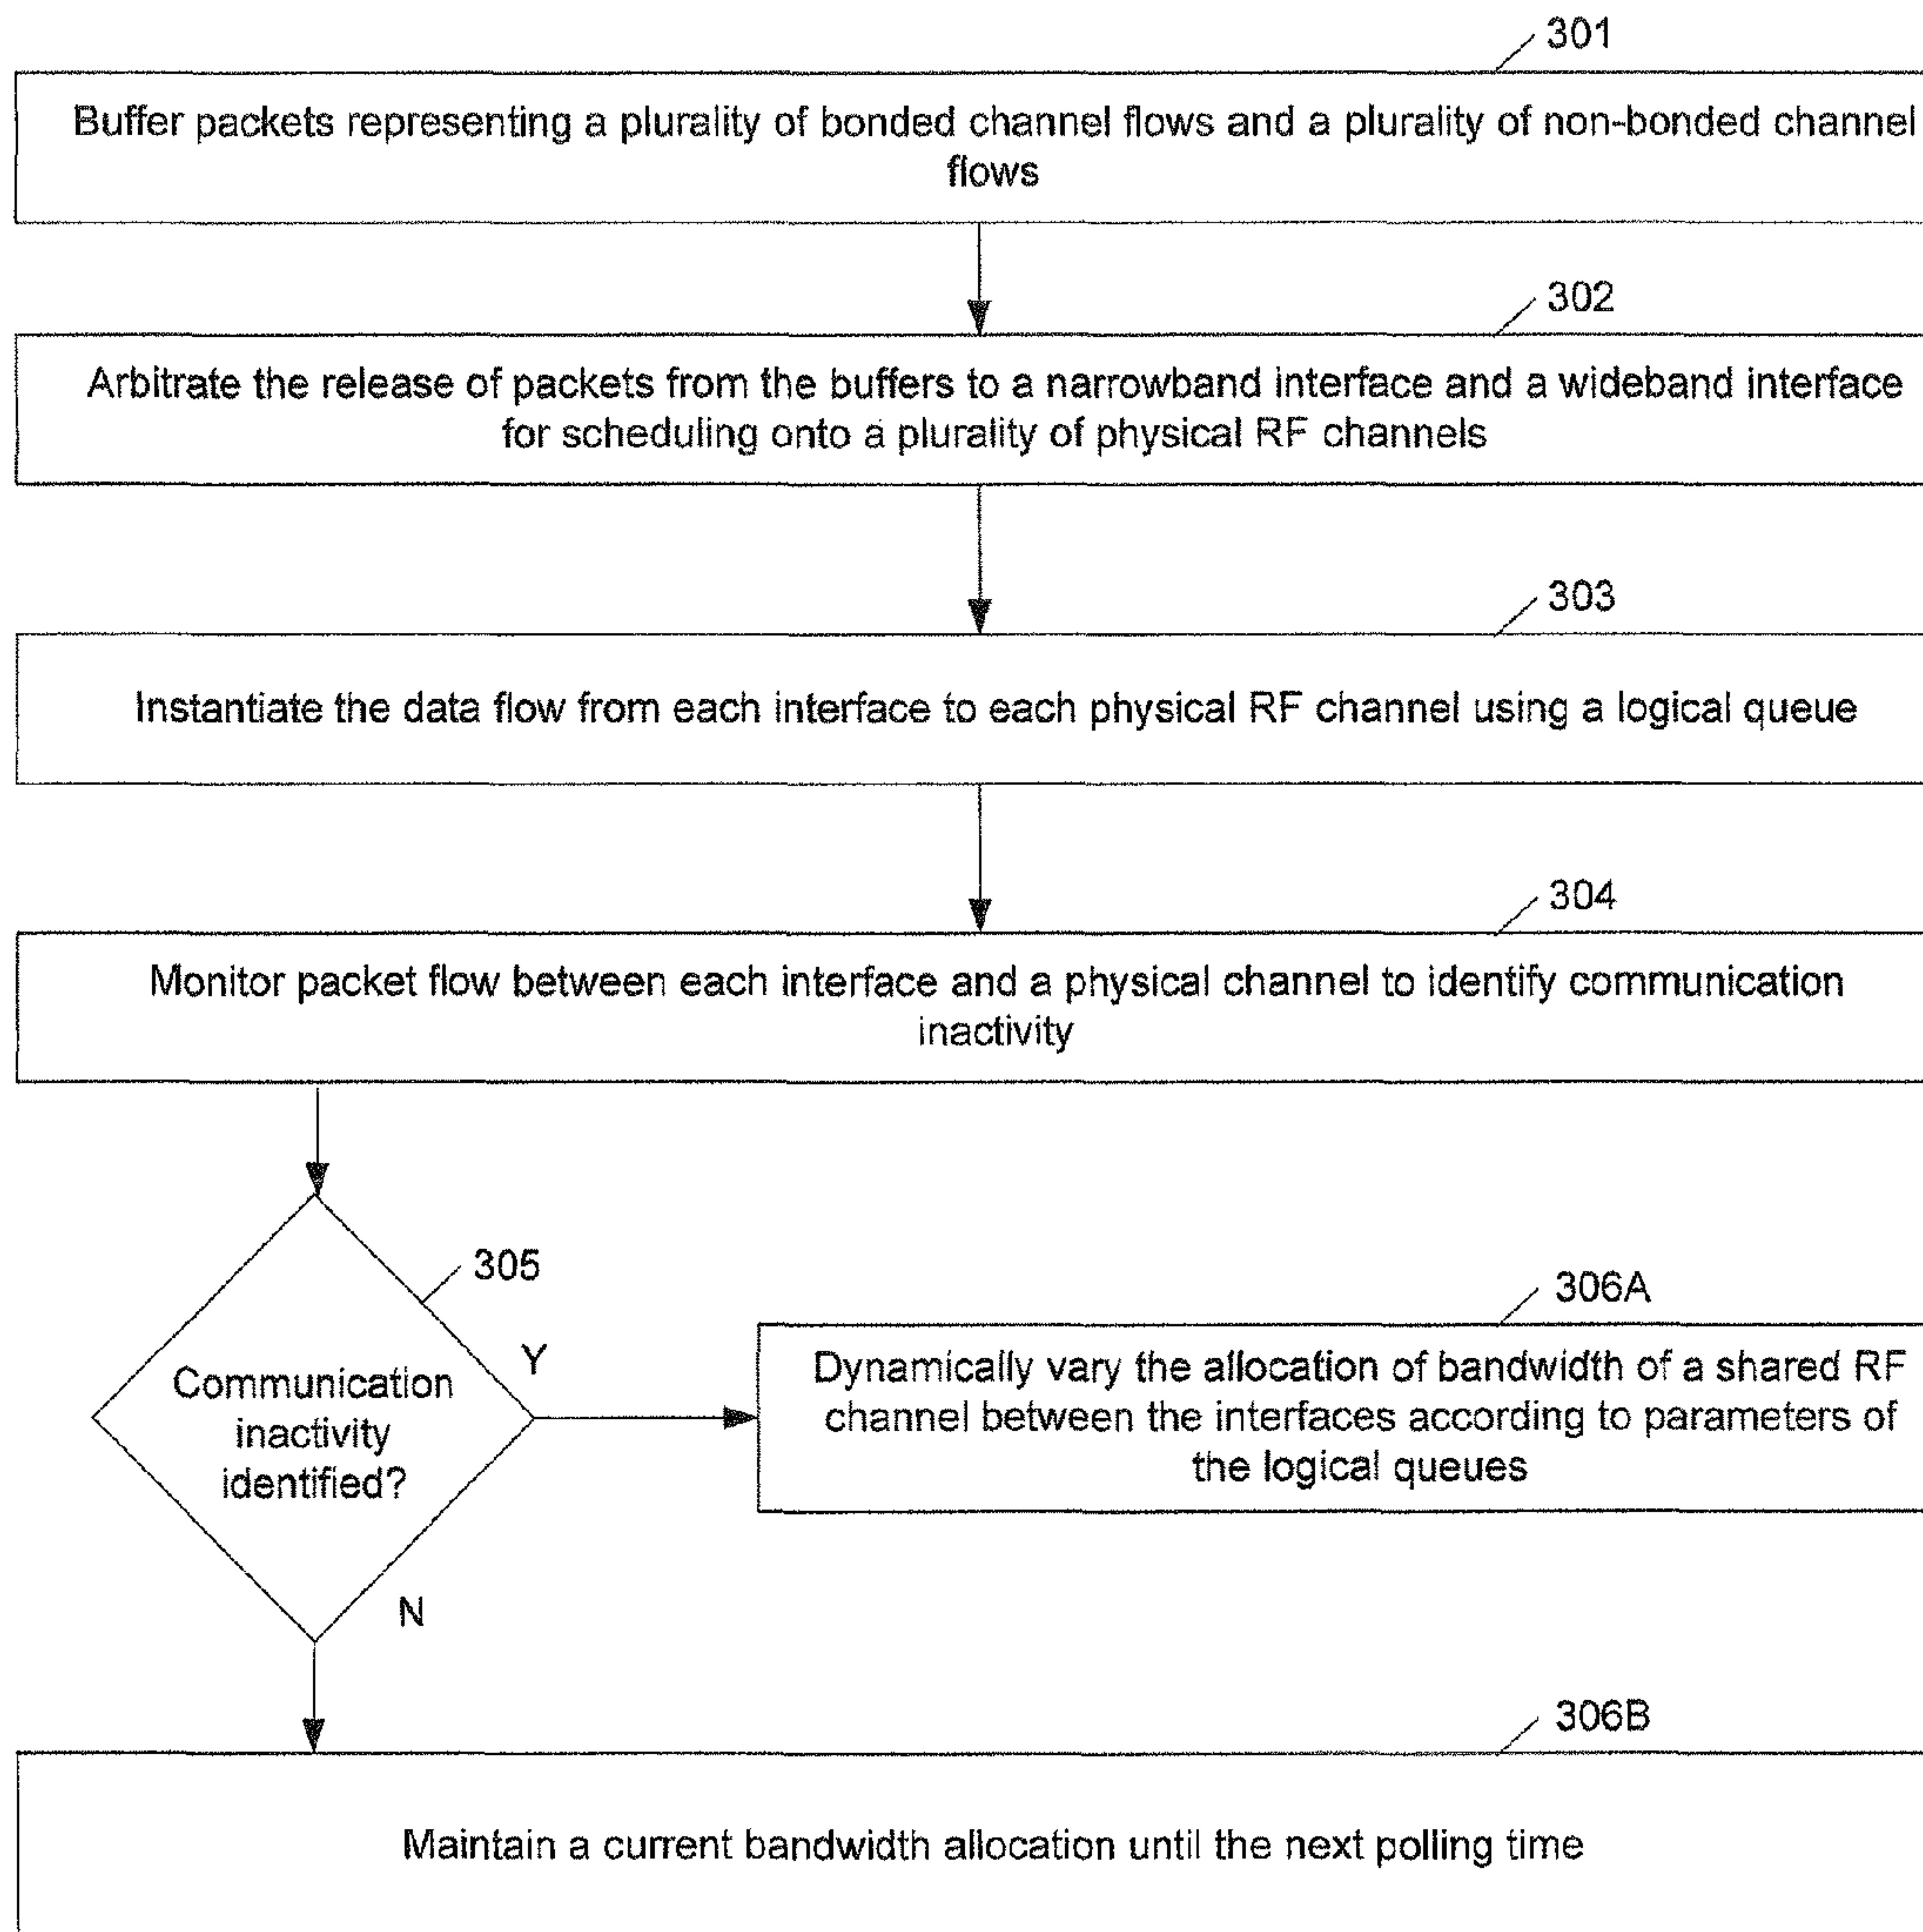 301
Buffer packets representing a plurality of bonded channel flows and a plurality of non-bonded channel
flows
302
Arbitrate the release of packets from the buffers to a narrowband interface and a wideband interface
for scheduling onto a plurality of physical RF channels
303
Instantiate the data flow from each interface to each physical RF channel using a logical queue
304
Monitor packet flow between each interface and a physical channel to identify communication
inactivity
305
Communication
inactivity
identified?
Y
306A
Dynamically vary the allocation of bandwidth of a shared RF
channel between the interfaces according to parameters of
the logical queues
N
306B
Maintain a current bandwidth allocation until the next polling time